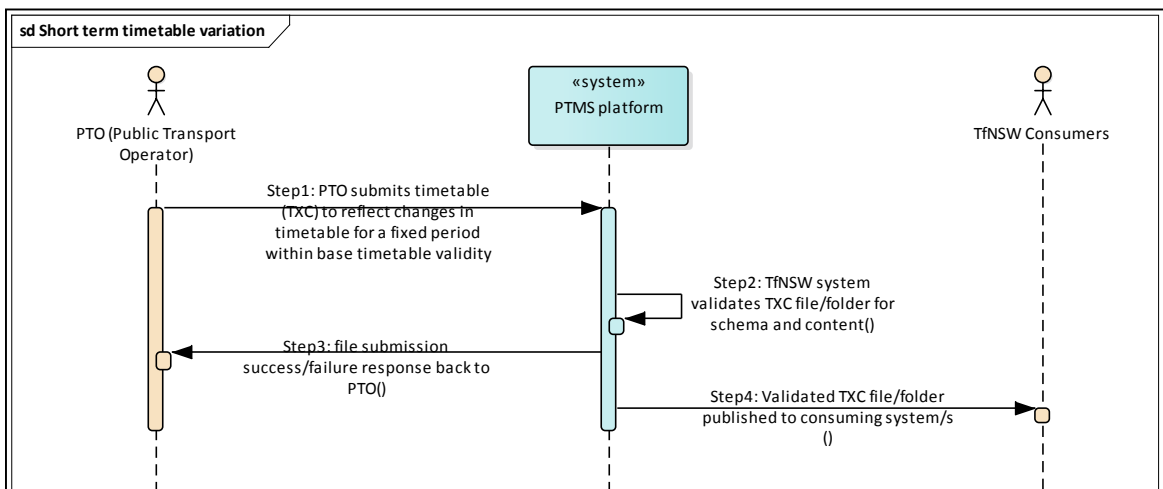 sd Short term timetable variation
«system»
PTMS platform
PTO (Public Transport
Operator)
TfNSW Consumers
Step1: PTO submits timetable
(TXC) to reflect changes in
timetable for a fixed period
within base timetable validity
Step2: TfNSW system
validates TXC file/folder for
schema and content()
Step3: file submission
success/failure response back to
PTO()
Step4: Validated TXC file/folder
published to consuming system/s
()